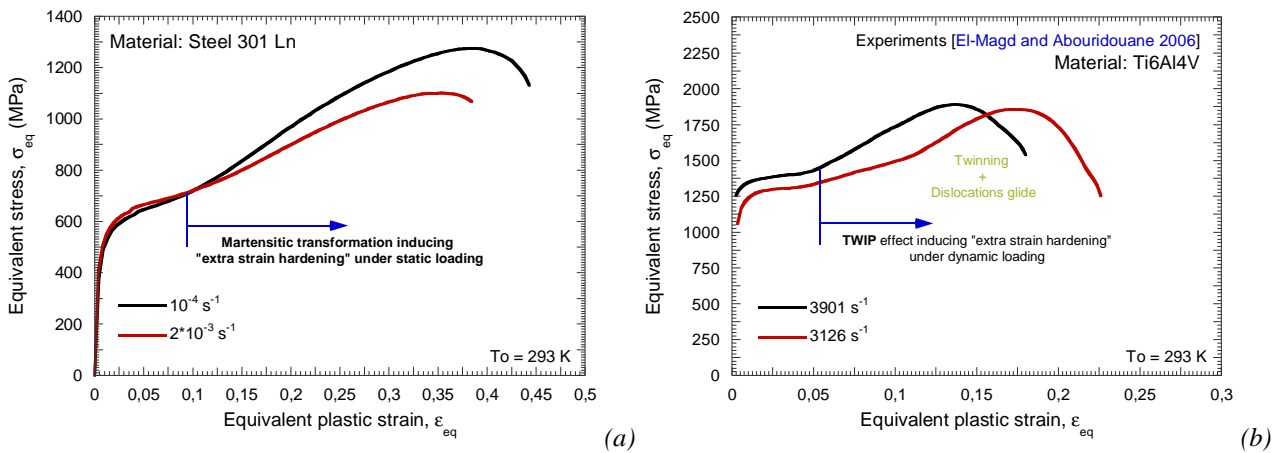 Equivalent stress, σeq (MPa)
1400
1200
1000
800
600
400
200
0
Material: Steel 301 Ln
Martensitic transformation inducing
"extra strain hardening" under static loading
10-4 s-1
2*10-3 s-1
To = 293 K
0 0,05 0,1 0,15 0,2 0,25 0,3 0,35 0,4 0,45 0,5
Equivalent plastic strain, εeq
(a)
Equivalent stress, σeq (MPa)
2500
2250
2000
1750
1500
1250
1000
750
500
250
0
Experiments [El-Magd and Abouridouane 2006]
Material: Ti6Al4V
Twinning
+
Dislocations glide
TWIP effect inducing "extra strain hardening"
under dynamic loading
3901 s-1
3126 s-1
To = 293 K
0 0,05 0,1 0,15 0,2 0,25 0,3
Equivalent plastic strain, εeq
(b)